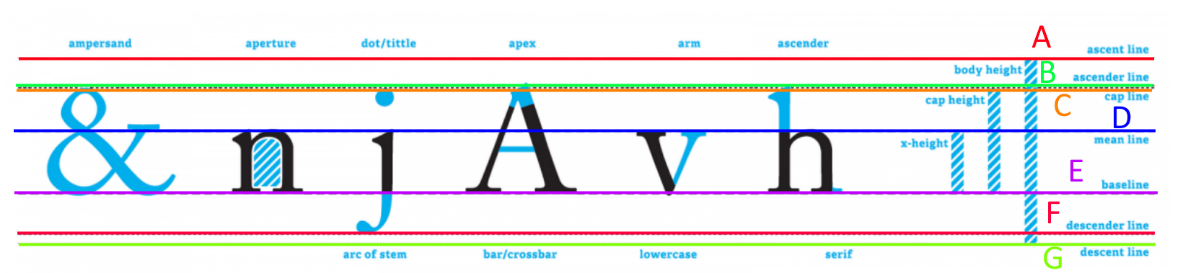 ampersand aperture dot/tittle apex arm ascender A ascent line
body height B ascender line
cap height C cap line
D
& n j A v h
x-height mean line
E
baseline
F
descender line
arc of stem bar/crossbar lowercase serif G descent line